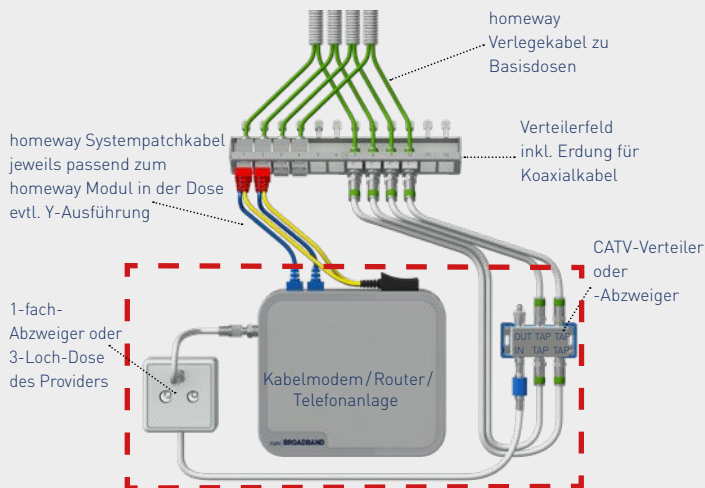 homeway
Verlegekabel zu
Basisdosen
homeway Systempatchkabel
jeweils passend zum
homeway Modul in der Dose
evtl. Y-Ausführung
Verteilerfeld
inkl. Erdung für
Koaxialkabel
CATV-Verteiler
oder
-Abzweiger
1-fach-
Abzweiger oder
3-Loch-Dose
des Providers
OUT TAP TAP
IN TAP TAP
Kabelmodem/Router/
Telefonanlage
BROADBAND